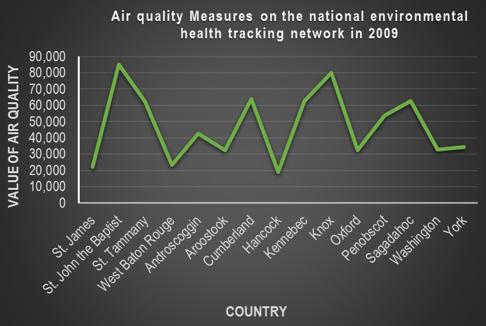 Air quality Measures on the national environmental
health tracking network in 2009
VALUE OF AIR QUALITY
90,000
80,000
70,000
60,000
50,000
40,000
30,000
20,000
10,000
0
St. James
St. John the Baptist
St. Tammany
West Baton Rouge
Androscoggin
Aroostook
Cumberland
Hancock
Kennebec
Knox
Oxford
Penobscot
Sagadahoc
Washington
York
COUNTRY